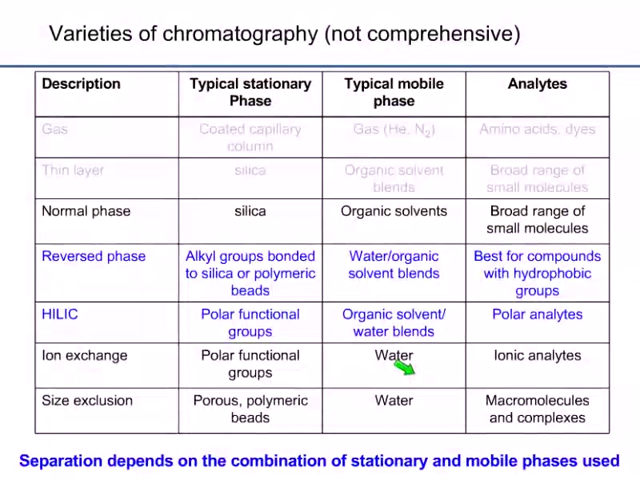 Varieties of chromatography (not comprehensive)
Description Typical stationary Phase Typical mobile phase Analytes
Gas Coated capillary column Gas (He, N2) Amino acids, dyes
Thin layer silica Organic solvent blends Broad range of small molecules
Normal phase silica Organic solvents Broad range of small molecules
Reversed phase Alkyl groups bonded to silica or polymeric beads Water/organic solvent blends Best for compounds with hydrophobic groups
HILIC Polar functional groups Organic solvent/ water blends Polar analytes
Ion exchange Polar functional groups Water Ionic analytes
Size exclusion Porous, polymeric beads Water Macromolecules and complexes
Separation depends on the combination of stationary and mobile phases used